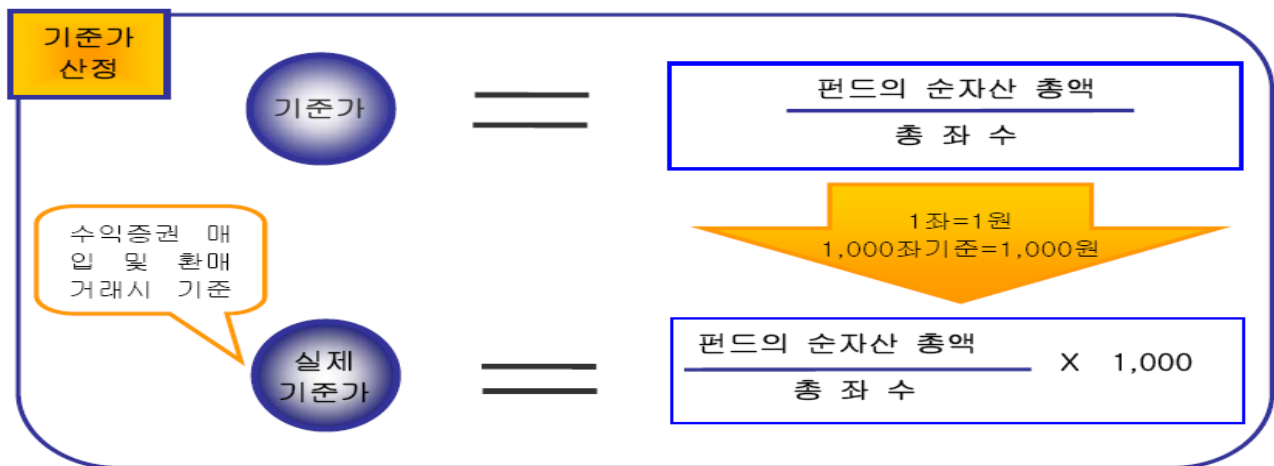 기준가
산정
기준가
펀드의 순자산 총액
총 좌 수
1좌=1원
1,000좌기준=1,000원
수익증권 매
입 및 환매
거래시 기준
실제
기준가
펀드의 순자산 총액
총 좌 수
X 1,000